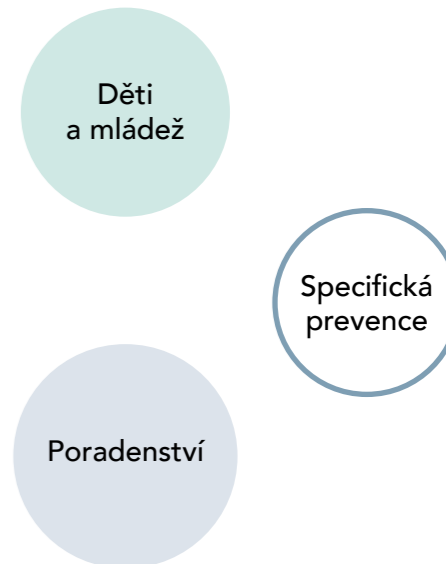 Děti
a mládež
Specifická
prevence
Poradenství